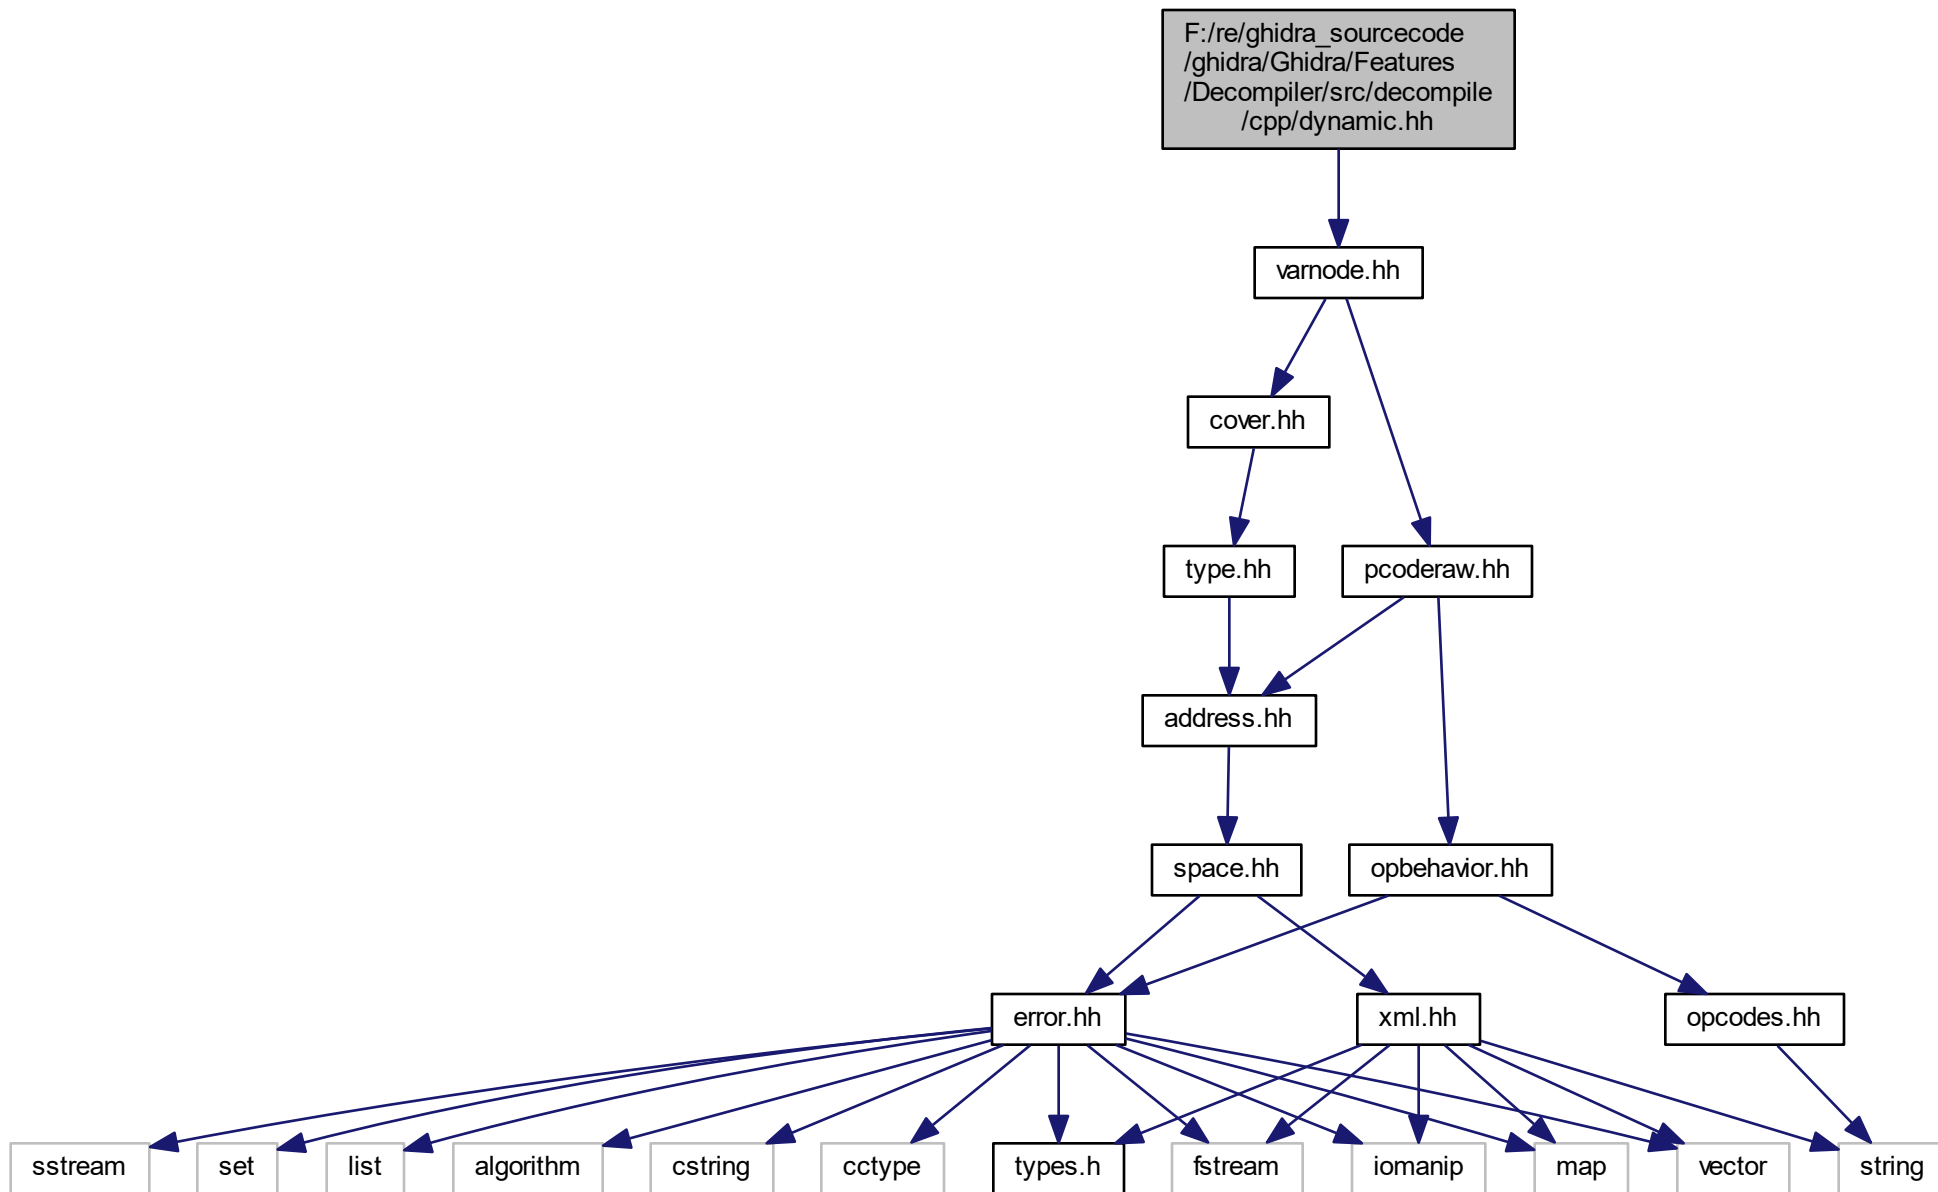 F:/re/ghidra_sourcecode
/ghidra/Ghidra/Features
/Decompiler/src/decompile
/cpp/dynamic.hh
varnode.hh
cover.hh
type.hh
pcoderaw.hh
address.hh
space.hh
opbehavior.hh
error.hh
xml.hh
opcodes.hh
sstream
set
list
algorithm
cstring
cctype
types.h
fstream
iomanip
map
vector
string